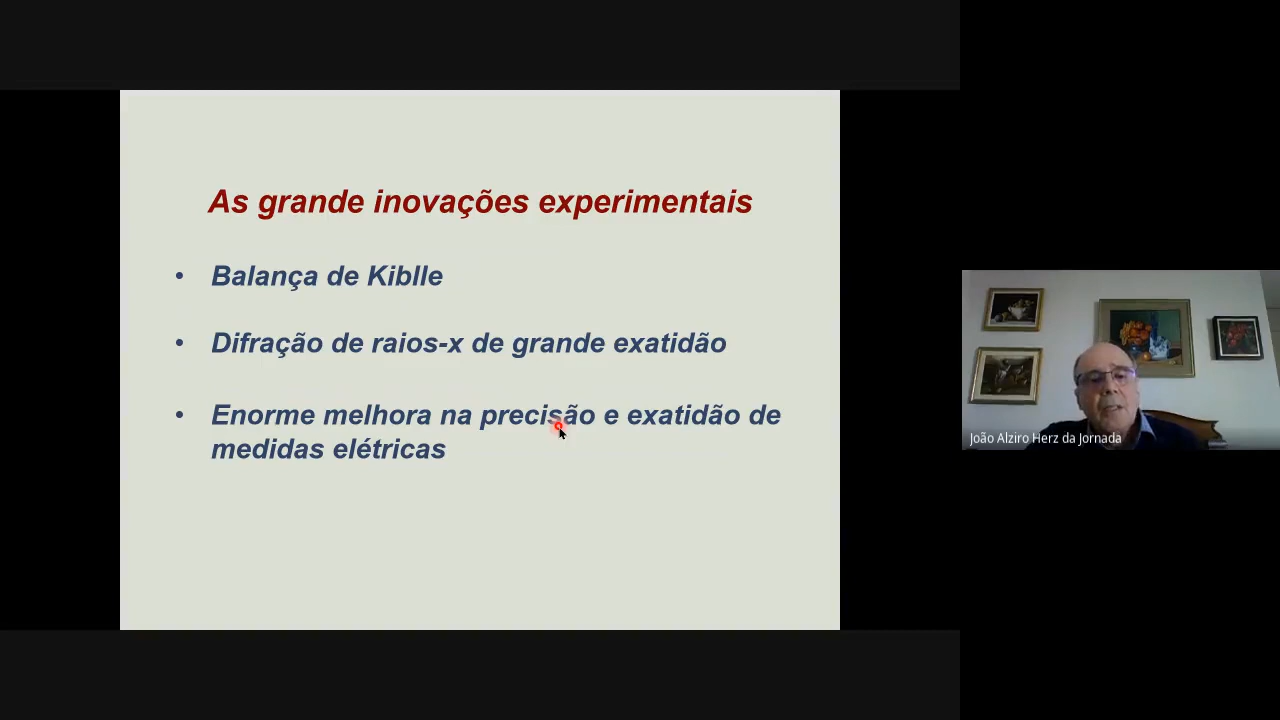 As grande inovações experimentais
• Balança de Kiblle
• Difração de raios-x de grande exatidão
• Enorme melhora na precisão e exatidão de
medidas elétricas
João Alziro Herz da Jornada